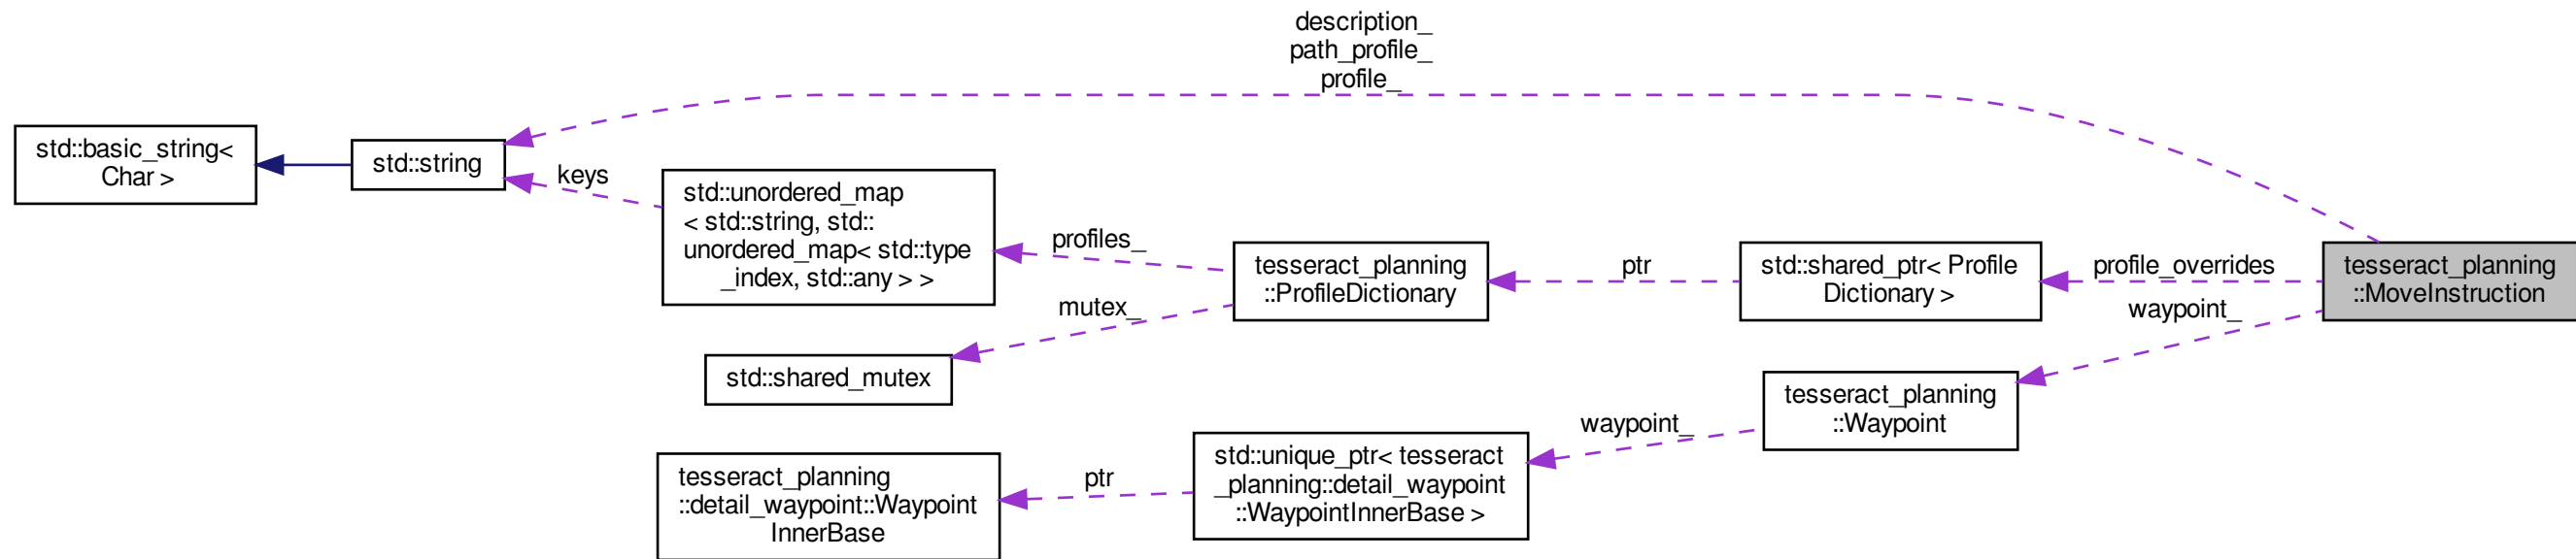 description_
path_profile_
profile_
std::basic_string<
Char >
std::string
keys
std::unordered_map
< std::string, std::
unordered_map< std::type
_index, std::any > >
profiles_
mutex_
std::shared_mutex
tesseract_planning
::ProfileDictionary
ptr
std::shared_ptr< Profile
Dictionary >
profile_overrides
waypoint_
tesseract_planning
::MoveInstruction
tesseract_planning
::Waypoint
waypoint_
std::unique_ptr< tesseract
_planning::detail_waypoint
::WaypointInnerBase >
ptr
tesseract_planning
::detail_waypoint::Waypoint
InnerBase